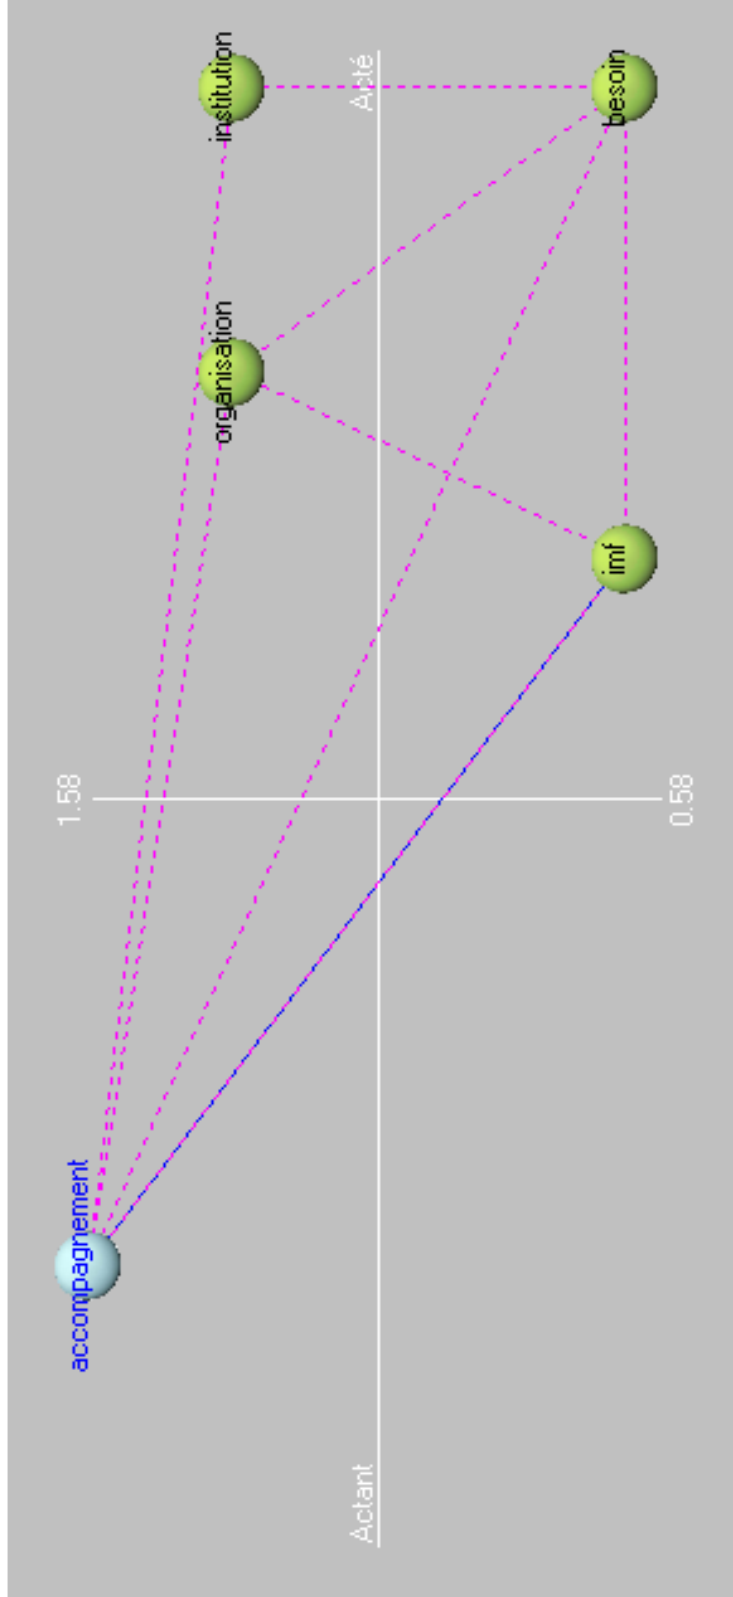 1.58
accompagnement
institution
organisation
Actant
Acté
imf
besoin
0.58